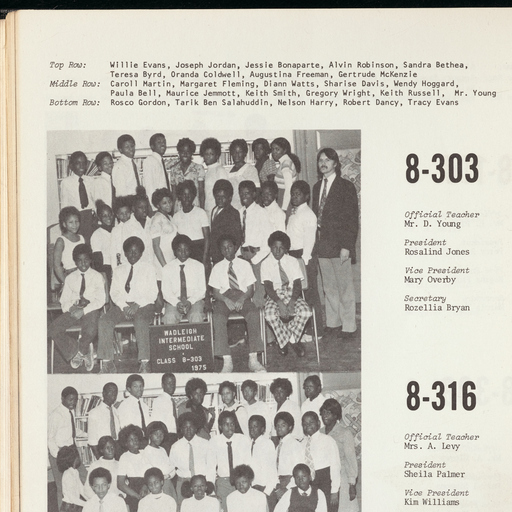 Top Row: Willie Evans, Joseph Jordan, Jessie Bonaparte, Alvin Robinson, Sandra Bethea,
Teresa Byrd, Oranda Coldwell, Augustina Freeman, Gertrude McKenzie
Middle Row: Caroll Martin, Margaret Fleming, Diann Watts, Sharise Davis, Wendy Hoggard,
Paula Bell, Maurice Jemmott, Keith Smith, Gregory Wright, Keith Russell, Mr. Young
Bottom Row: Rosco Gordon, Tarik Ben Salahuddin, Nelson Harry, Robert Dancy, Tracy Evans
8-303
Official Teacher
Mr. D. Young
President
Rosalind Jones
Vice President
Mary Overby
Secretary
Rozellia Bryan
WADLEIGH
INTERMEDIATE
SCHOOL
CLASS 8-303
1975
8-316
Official Teacher
Mrs. A. Levy
President
Sheila Palmer
Vice President
Kim Williams